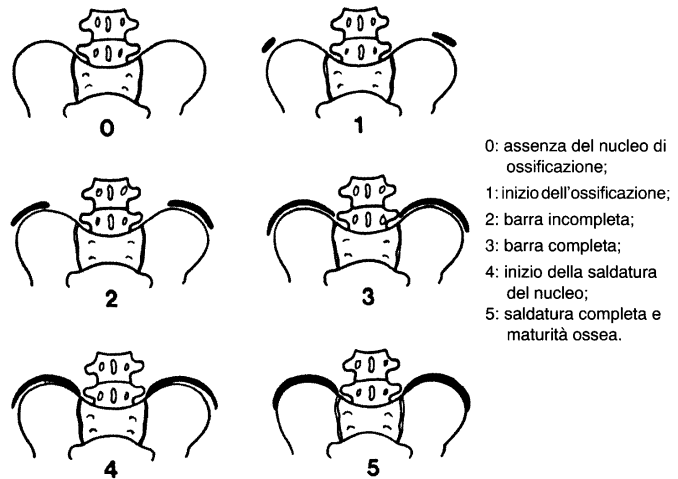 0
1
2
3
4
5
0: assenza del nucleo di
ossificazione;
1: inizio dell'ossificazione;
2: barra incompleta;
3: barra completa;
4: inizio della saldatura
del nucleo;
5: saldatura completa e
maturità ossea.